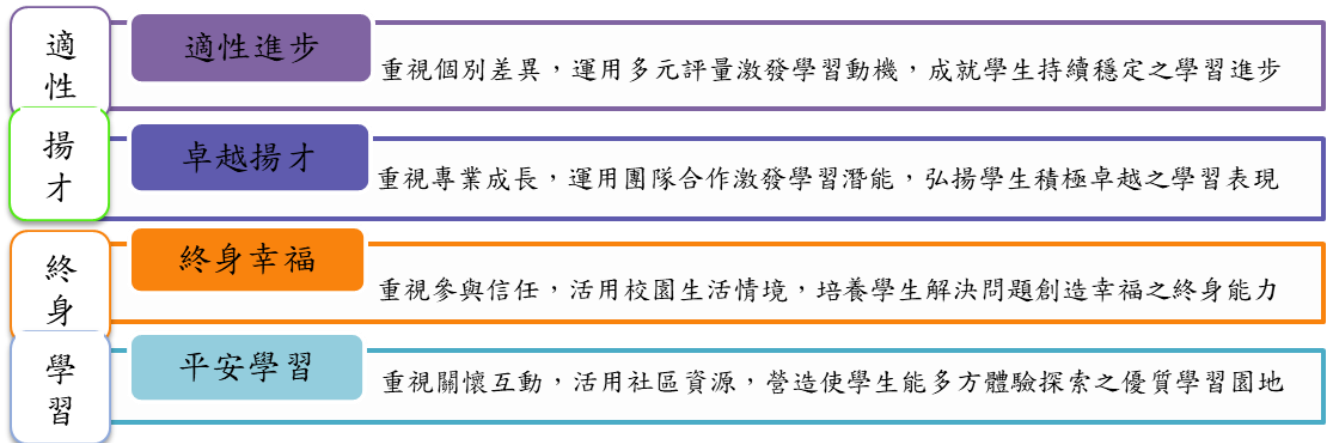 適性
適性進步
重視個別差異，運用多元評量激發學習動機，成就學生持續穩定之學習進步
揚才
卓越揚才
重視專業成長，運用團隊合作激發學習潛能，弘揚學生積極卓越之學習表現
終身
終身幸福
重視參與信任，活用校園生活情境，培養學生解決問題創造幸福之終身能力
學習
平安學習
重視關懷互動，活用社區資源，營造使學生能多方體驗探索之優質學習園地